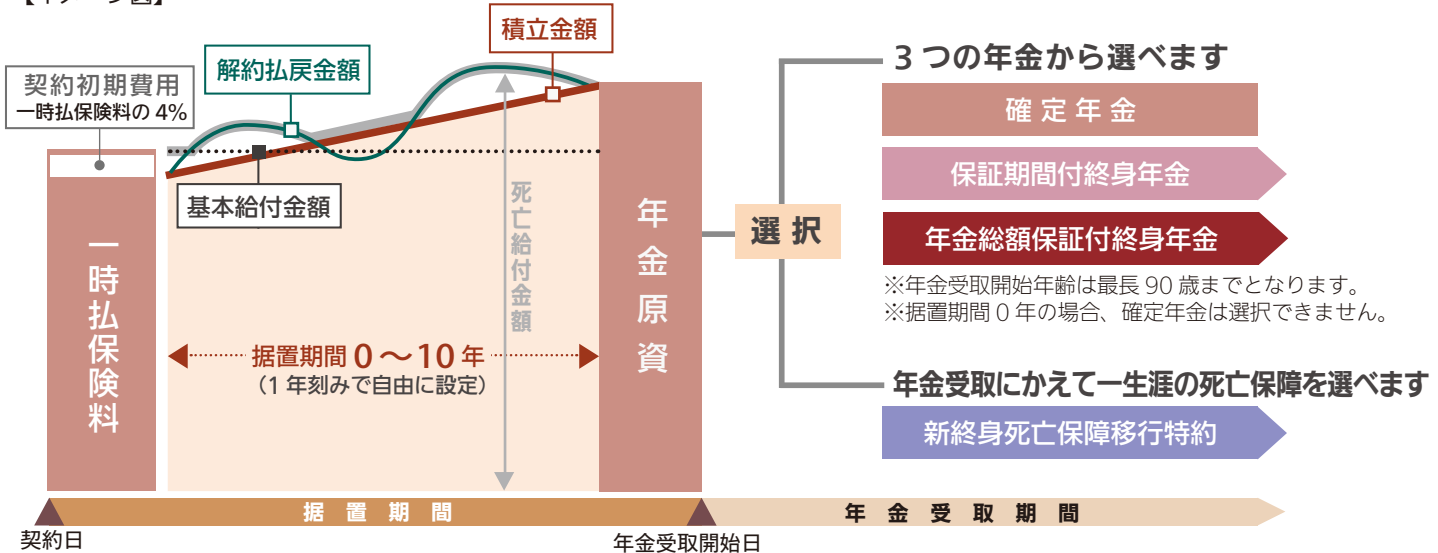 【イメージ図】
契約初期費用
一時払保険料の4%
解約払戻金額
積立金額
基本給付金額
一時払保険料
死亡給付金額
据置期間0~10年
(1年刻みで自由に設定)
年金原資
選択
3つの年金から選べます
確定年金
保証期間付終身年金
年金総額保証付終身年金
※年金受取開始年齢は最長90歳までとなります。
※据置期間0年の場合、確定年金は選択できません。
年金受取にかえて一生涯の死亡保障を選べます
新終身死亡保障移行特約
据置期間
年金受取期間
契約日
年金受取開始日